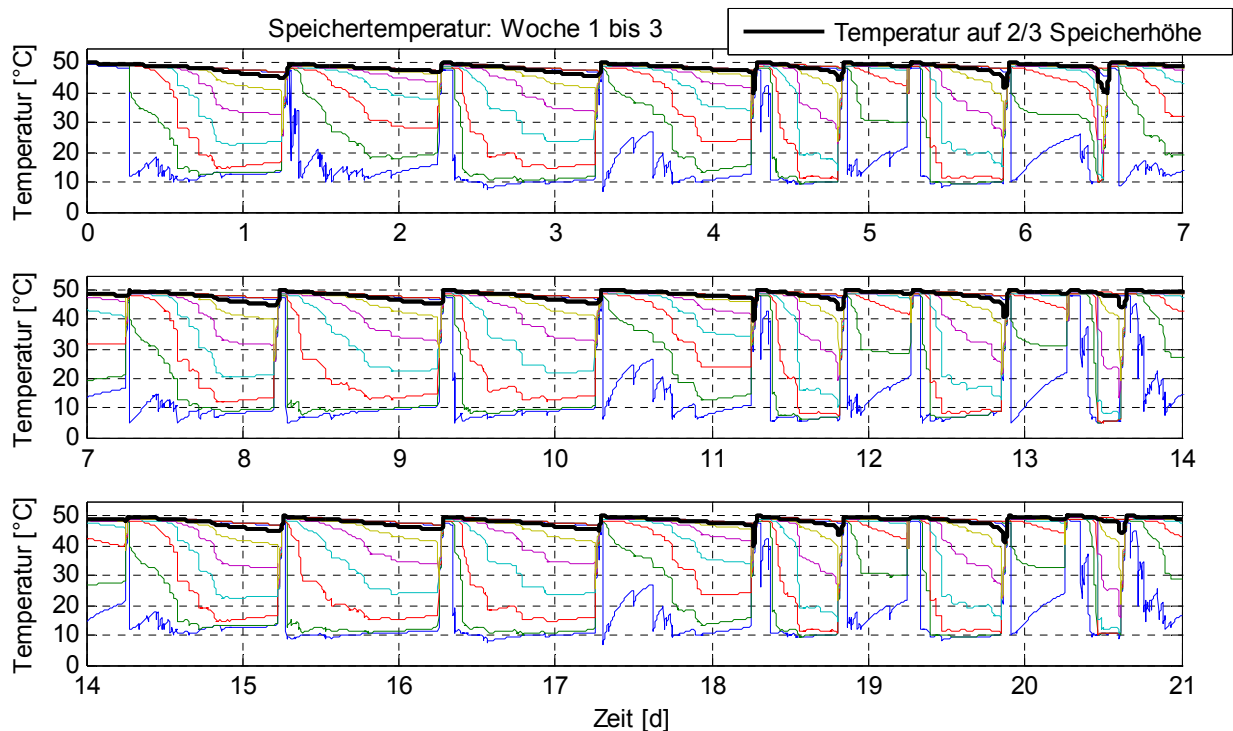 Speichertemperatur: Woche 1 bis 3
Temperatur auf 2/3 Speicherhöhe
Temperatur [°C]
50
40
30
20
10
0
0 1 2 3 4 5 6 7
Temperatur [°C]
50
40
30
20
10
0
7 8 9 10 11 12 13 14
Temperatur [°C]
50
40
30
20
10
0
14 15 16 17 18 19 20 21
Zeit [d]